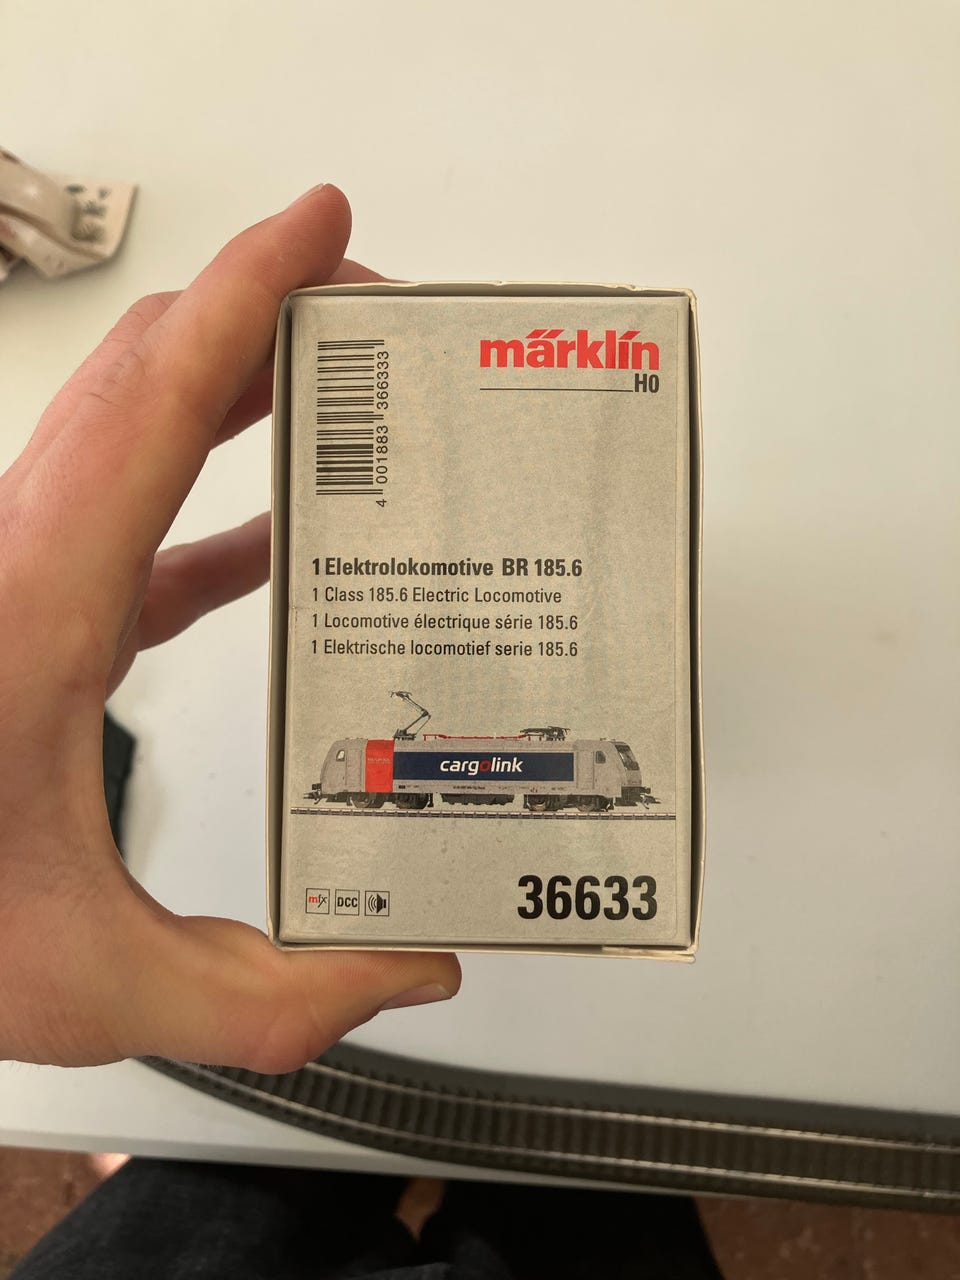 märklin
H0
4 001883 366333
1 Elektrolokomotive BR 185.6
1 Class 185.6 Electric Locomotive
1 Locomotive électrique série 185.6
1 Elektrische locomotief serie 185.6
cargolink
mfx DCC
36633